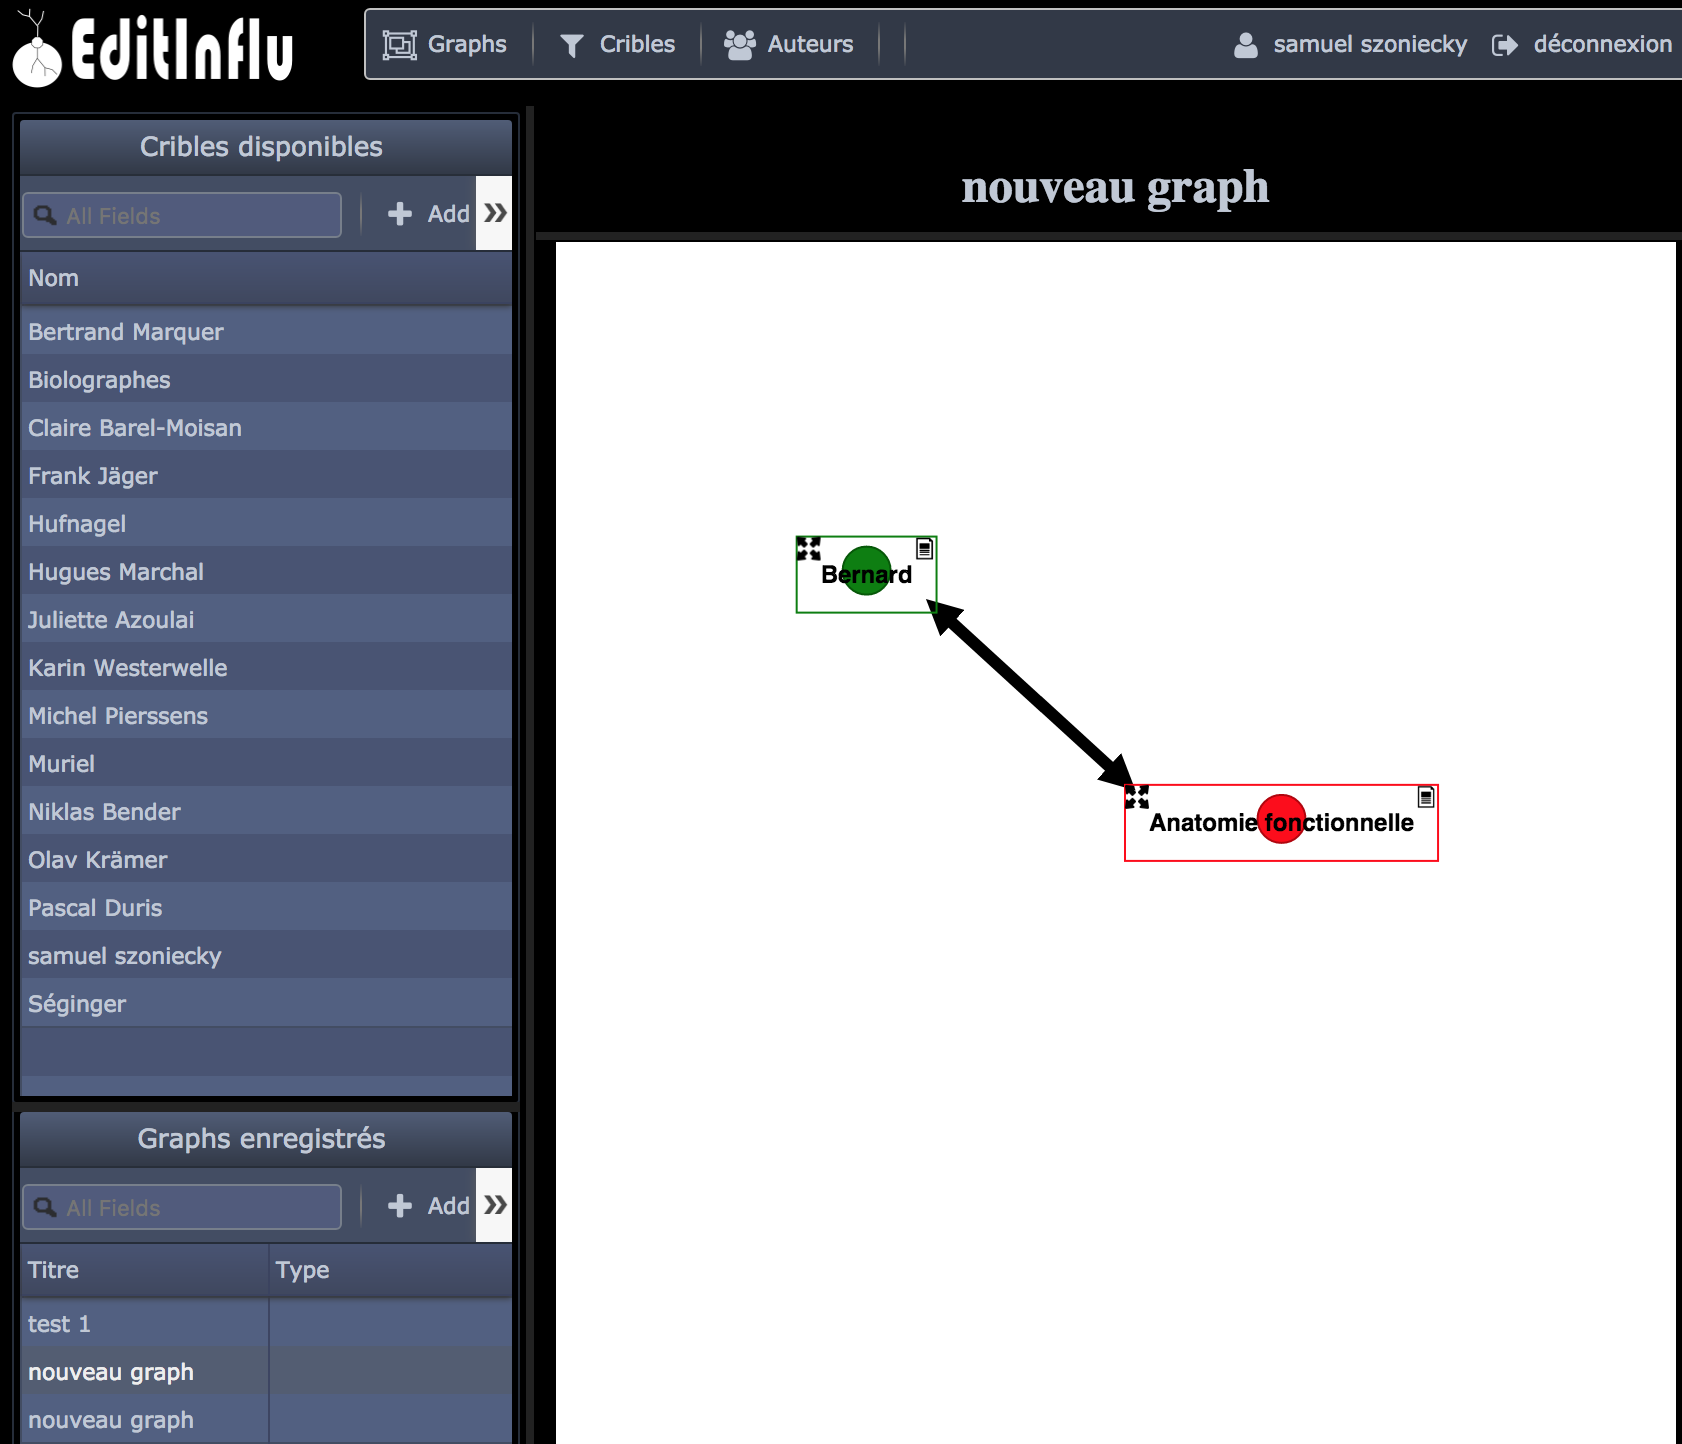 EditInflu
Graphs Cribles Auteurs samuel szoniecky déconnexion
Cribles disponibles
All Fields Add »
Nom
Bertrand Marquer
Biolographes
Claire Barel-Moisan
Frank Jäger
Hufnagel
Hugues Marchal
Juliette Azoulai
Karin Westerwelle
Michel Pierssens
Muriel
Niklas Bender
Olav Krämer
Pascal Duris
samuel szoniecky
Séginger
Graphs enregistrés
All Fields Add »
Titre Type
test 1
nouveau graph
nouveau graph
nouveau graph
Bernard
Anatomie fonctionnelle